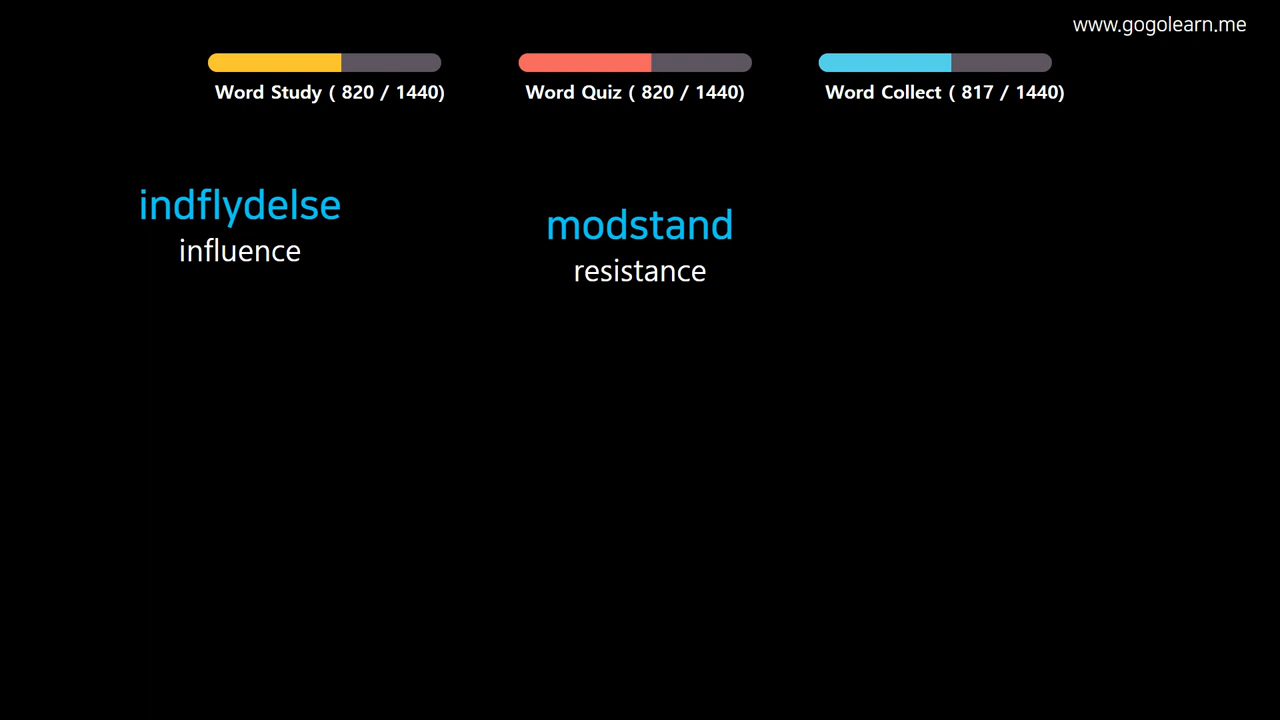 www.gogolearn.me
Word Study ( 820 / 1440)
Word Quiz ( 820 / 1440)
Word Collect ( 817 / 1440)
indflydelse
influence
modstand
resistance